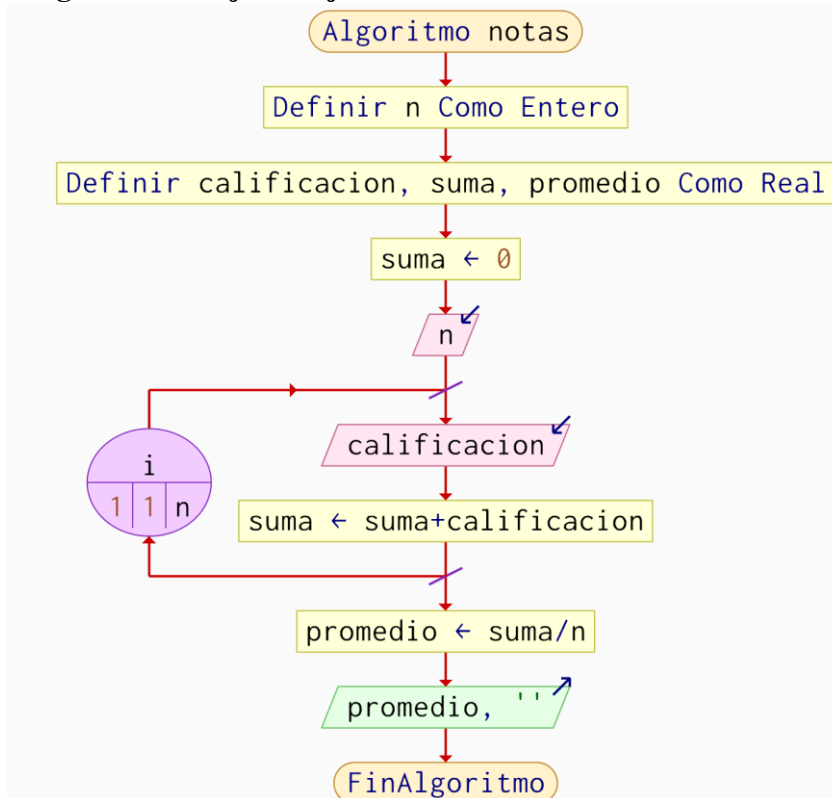 Algoritmo notas
Definir n Como Entero
Definir calificacion, suma, promedio Como Real
suma ← 0
n
calificacion
i
1 1 n
suma ← suma+calificacion
promedio ← suma/n
promedio, ''
FinAlgoritmo